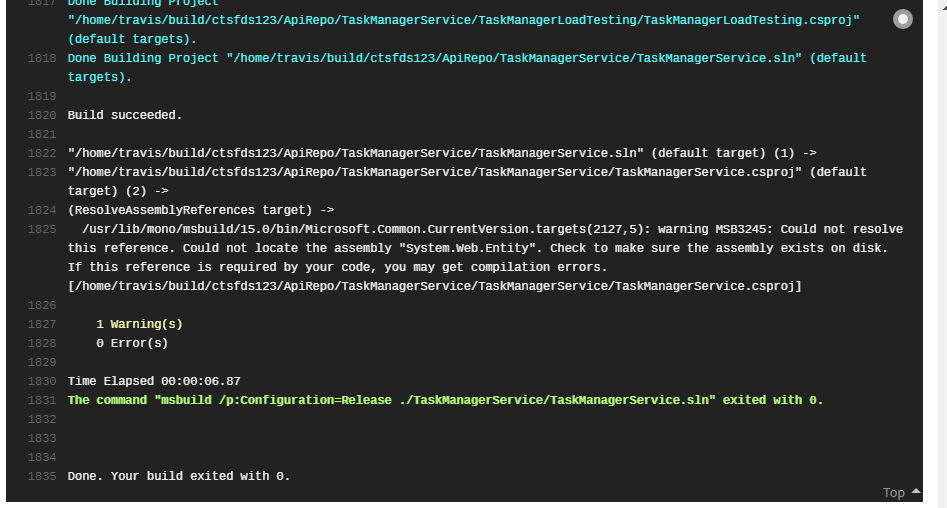 1817 Done Building Project
"/home/travis/build/ctsfds123/ApiRepo/TaskManagerService/TaskManagerLoadTesting/TaskManagerLoadTesting.csproj"
(default targets).
1818 Done Building Project "/home/travis/build/ctsfds123/ApiRepo/TaskManagerService/TaskManagerService.sln" (default
targets).
1819
1820 Build succeeded.
1821
1822 "/home/travis/build/ctsfds123/ApiRepo/TaskManagerService/TaskManagerService.sln" (default target) (1) ->
1823 "/home/travis/build/ctsfds123/ApiRepo/TaskManagerService/TaskManagerService/TaskManagerService.csproj" (default
target) (2) ->
1824 (ResolveAssemblyReferences target) ->
1825 /usr/lib/mono/msbuild/15.0/bin/Microsoft.Common.CurrentVersion.targets(2127,5): warning MSB3245: Could not resolve
this reference. Could not locate the assembly "System.Web.Entity". Check to make sure the assembly exists on disk.
If this reference is required by your code, you may get compilation errors.
[/home/travis/build/ctsfds123/ApiRepo/TaskManagerService/TaskManagerService/TaskManagerService.csproj]
1826
1827 1 Warning(s)
1828 0 Error(s)
1829
1830 Time Elapsed 00:00:06.87
1831 The command "msbuild /p:Configuration=Release ./TaskManagerService/TaskManagerService.sln" exited with 0.
1832
1833
1834
1835 Done. Your build exited with 0.
Top